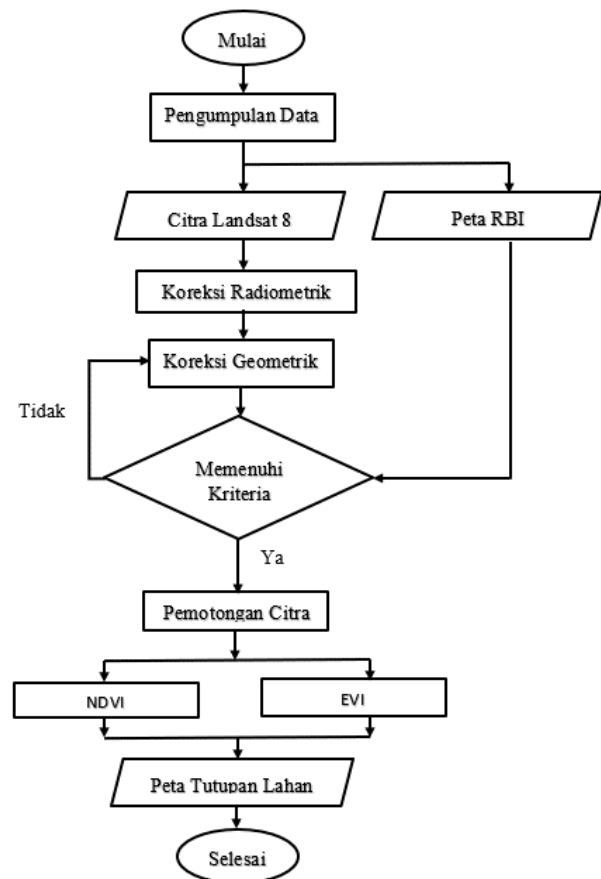 Mulai
Pengumpulan Data
Citra Landsat 8
Peta RBI
Koreksi Radiometrik
Koreksi Geometrik
Tidak
Memenuhi
Kriteria
Ya
Pemotongan Citra
NDVI
EVI
Peta Tutupan Lahan
Selesai